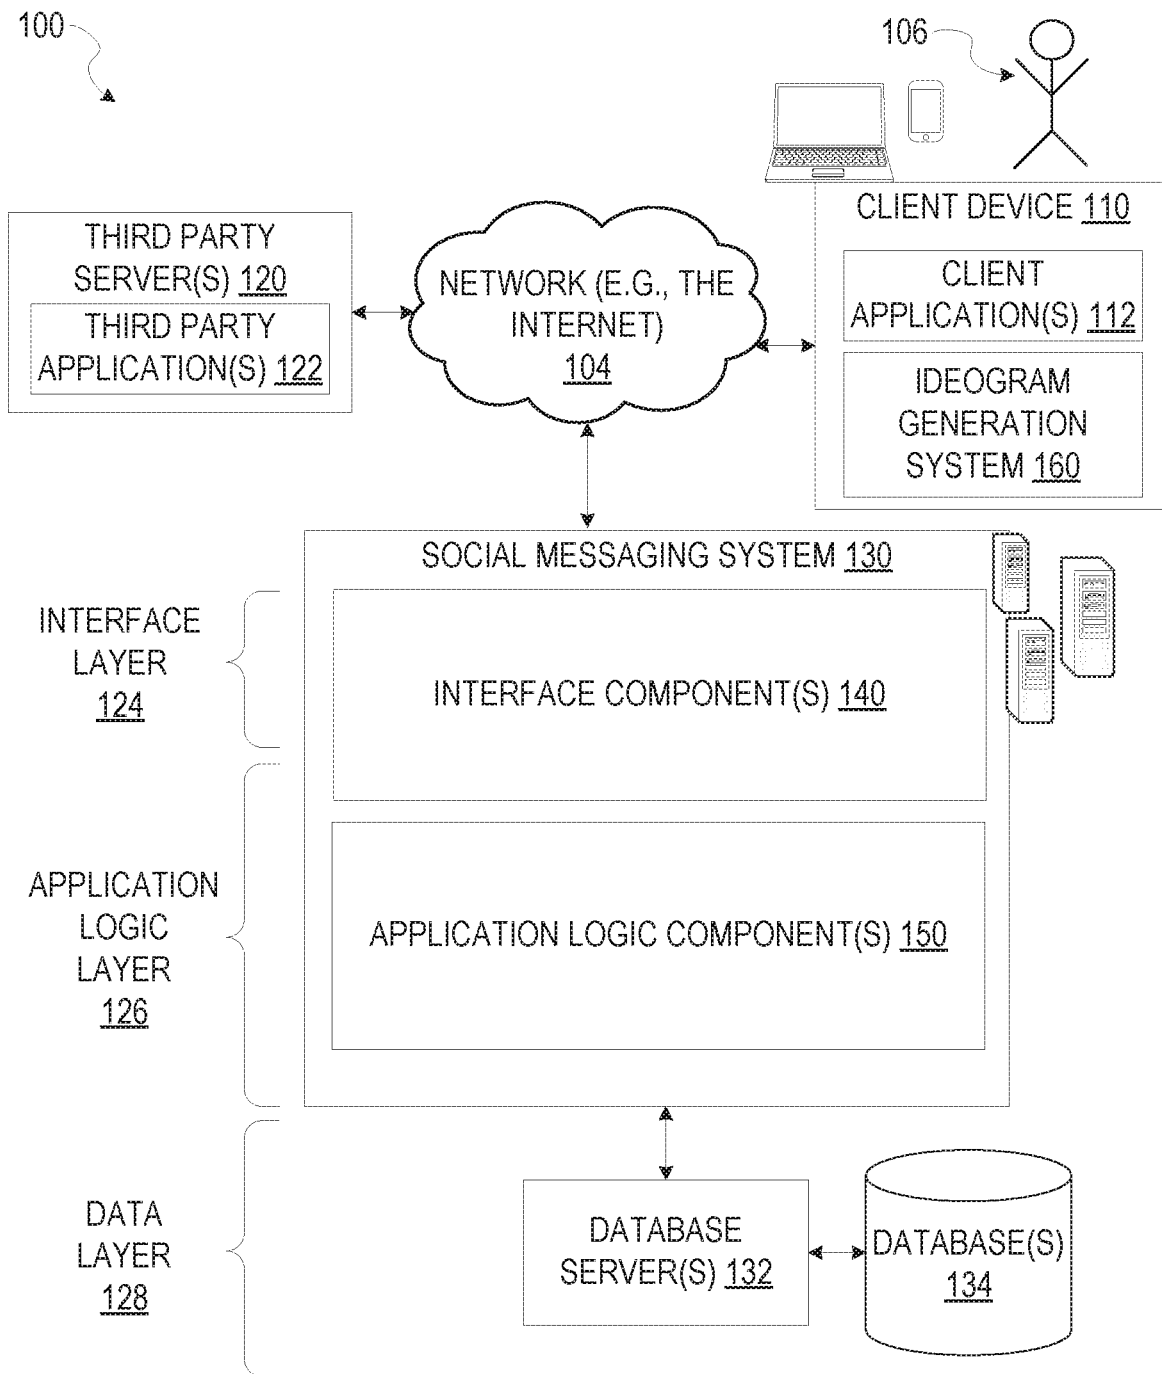 100
106
CLIENT DEVICE 110
CLIENT
APPLICATION(S) 112
IDEOGRAM
GENERATION
SYSTEM 160
THIRD PARTY
SERVER(S) 120
THIRD PARTY
APPLICATION(S) 122
NETWORK (E.G., THE
INTERNET)
104
SOCIAL MESSAGING SYSTEM 130
INTERFACE
LAYER
124
INTERFACE COMPONENT(S) 140
APPLICATION
LOGIC
LAYER
126
APPLICATION LOGIC COMPONENT(S) 150
DATA
LAYER
128
DATABASE
SERVER(S) 132
DATABASE(S)
134